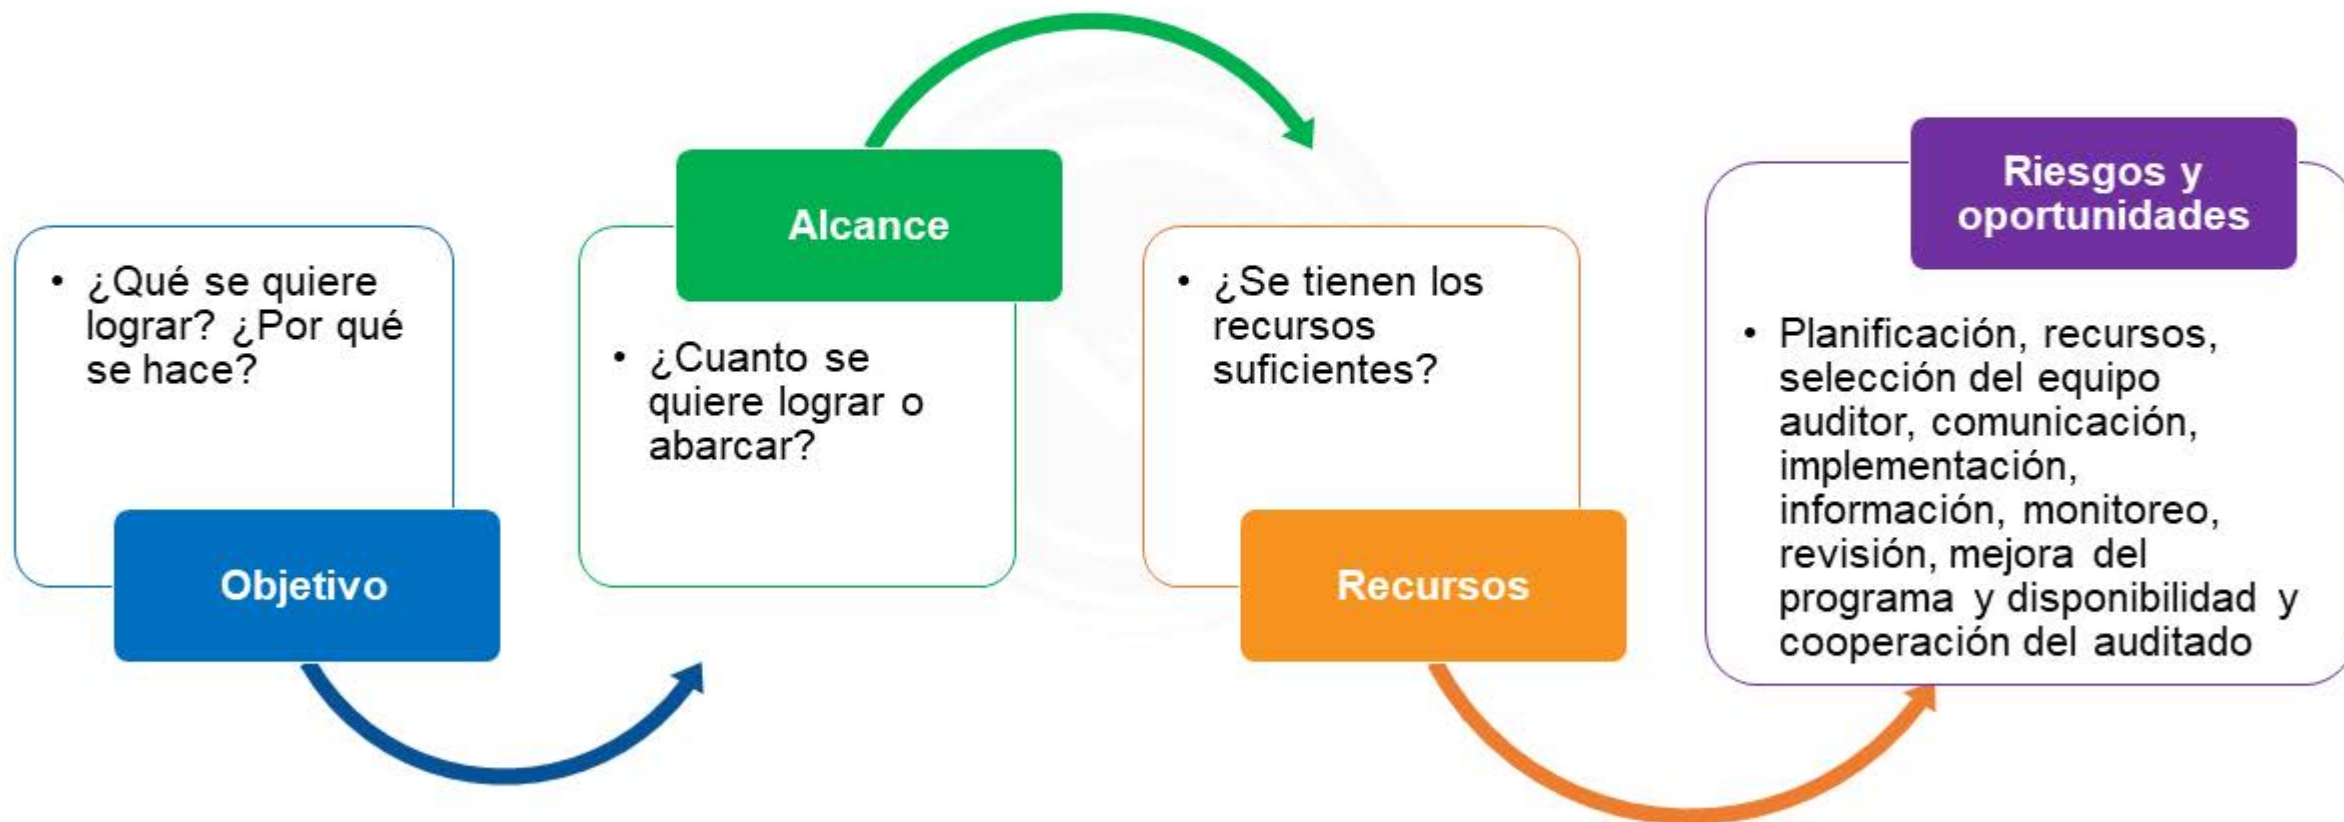 • ¿Qué se quiere
lograr? ¿Por qué
se hace?
Objetivo
Alcance
• ¿Cuanto se
quiere lograr o
abarcar?
• ¿Se tienen los
recursos
suficientes?
Recursos
Riesgos y
oportunidades
• Planificación, recursos,
selección del equipo
auditor, comunicación,
implementación,
información, monitoreo,
revisión, mejora del
programa y disponibilidad y
cooperación del auditado